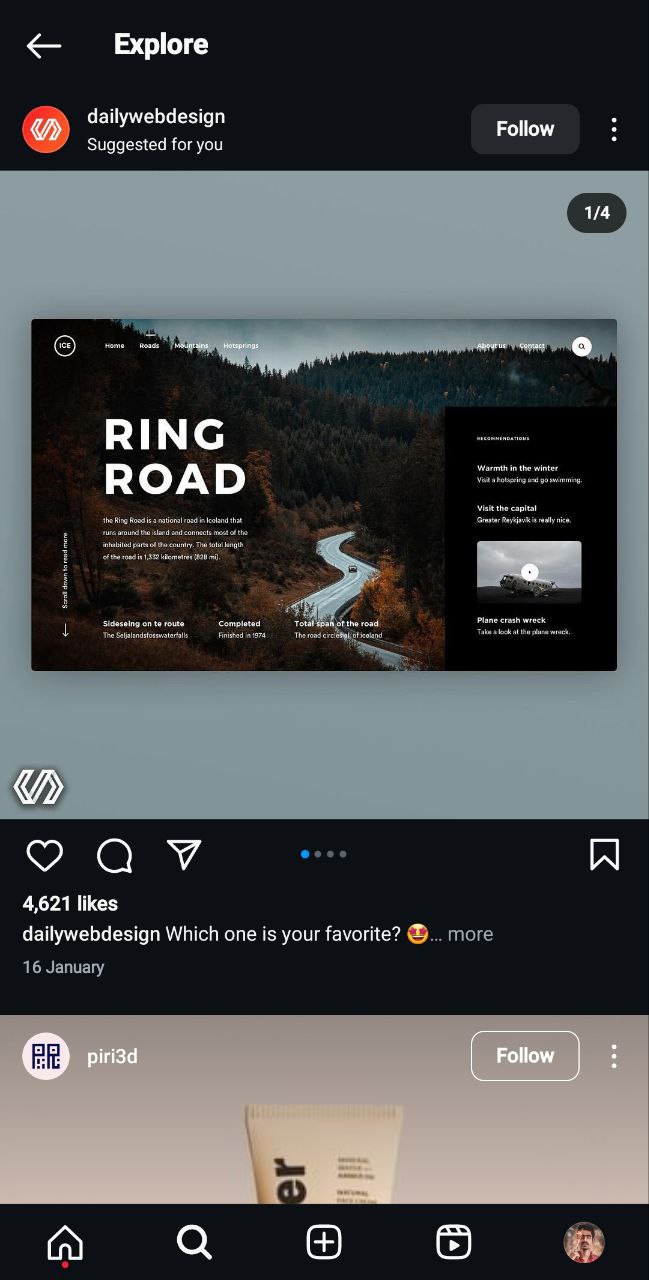 Explore
dailywebdesign
Suggested for you
Follow
1/4
ICE
Home Roads Mountains Hotsprings About us Contact
RING
ROAD
the Ring Road is a national road in Iceland that
runs around the island and connects most of the
inhabited parts of the country. The total length
of the road is 1,332 kilometres (828 mi).
Scroll down to read more
Sideseing on te route
The Seljalandsfosswaterfalls
Completed
Finished in 1974
Total span of the road
The road circles all of Iceland
RECOMMENDATIONS
Warmth in the winter
Visit a hotspring and go swimming.
Visit the capital
Greater Reykjavik is really nice.
Plane crash wreck
Take a look at the plane wreck.
4,621 likes
dailywebdesign Which one is your favorite? 🤩... more
16 January
piri3d
Follow
er